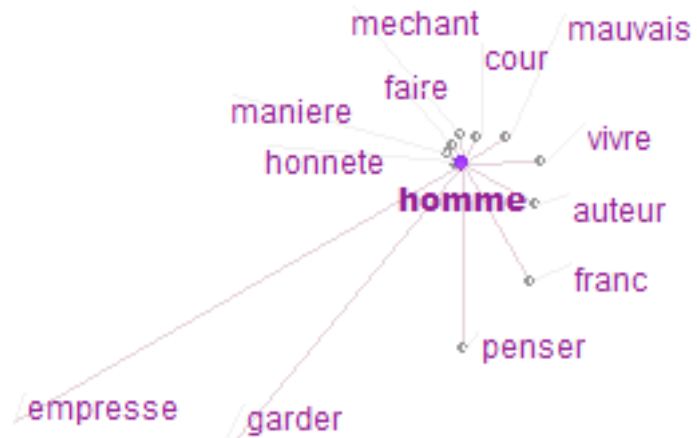 mechant
mauvais
cour
faire
maniere
vivre
honnete
homme
auteur
franc
penser
empresse
garder